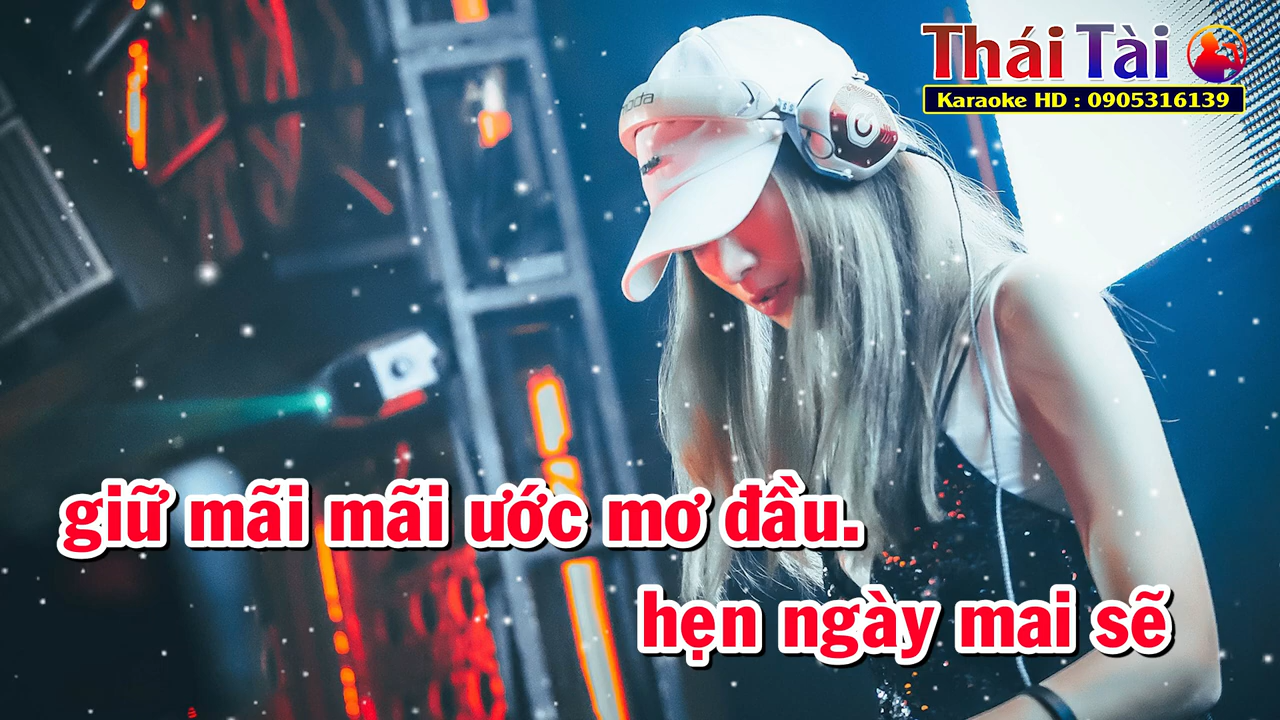 Thái Tài
Karaoke HD : 0905316139
giữ mãi mãi ước mơ đầu.
hẹn ngày mai sẽ